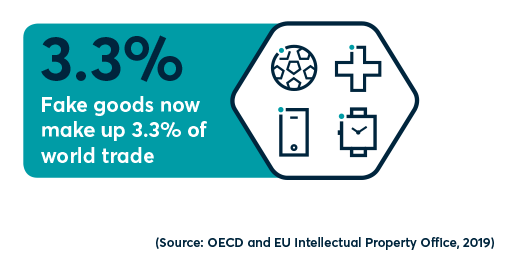 3.3%
Fake goods now
make up 3.3% of
world trade
(Source: OECD and EU Intellectual Property Office, 2019)